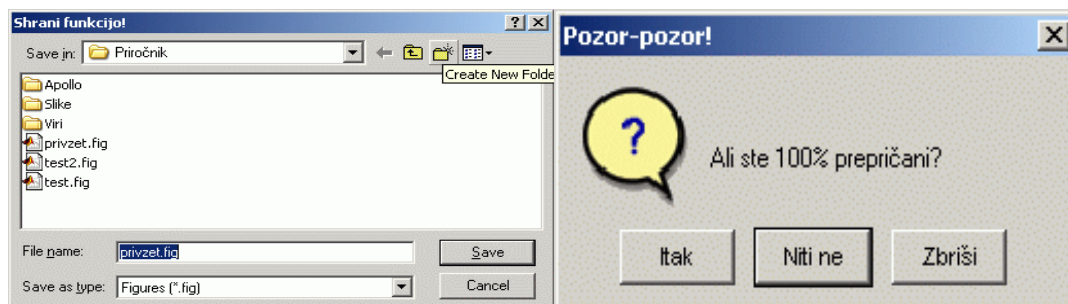 Shrani funkcijo!
Save in: Priročnik
Create New Folde
Apollo
Slike
Viri
privzet.fig
test2.fig
test.fig
File name: privzet.fig Save
Save as type: Figures (*.fig) Cancel
Pozor-pozor!
?
Ali ste 100% prepričani?
Itak Niti ne Zbriši